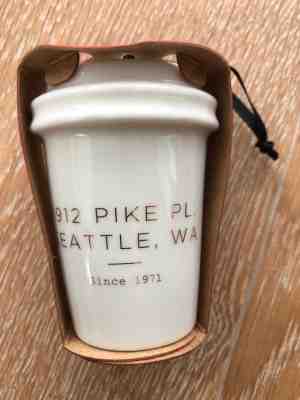 912 PIKE PL.
EATTLE, WA
Since 1971